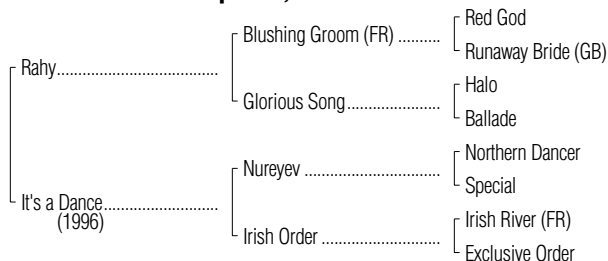 Red God
Blushing Groom (FR) ..........
Runaway Bride (GB)
Rahy......................................
Halo
Glorious Song......................
Ballade
Northern Dancer
Nureyev ................................
Special
It's a Dance...........................
(1996)
Irish River (FR)
Irish Order ............................
Exclusive Order